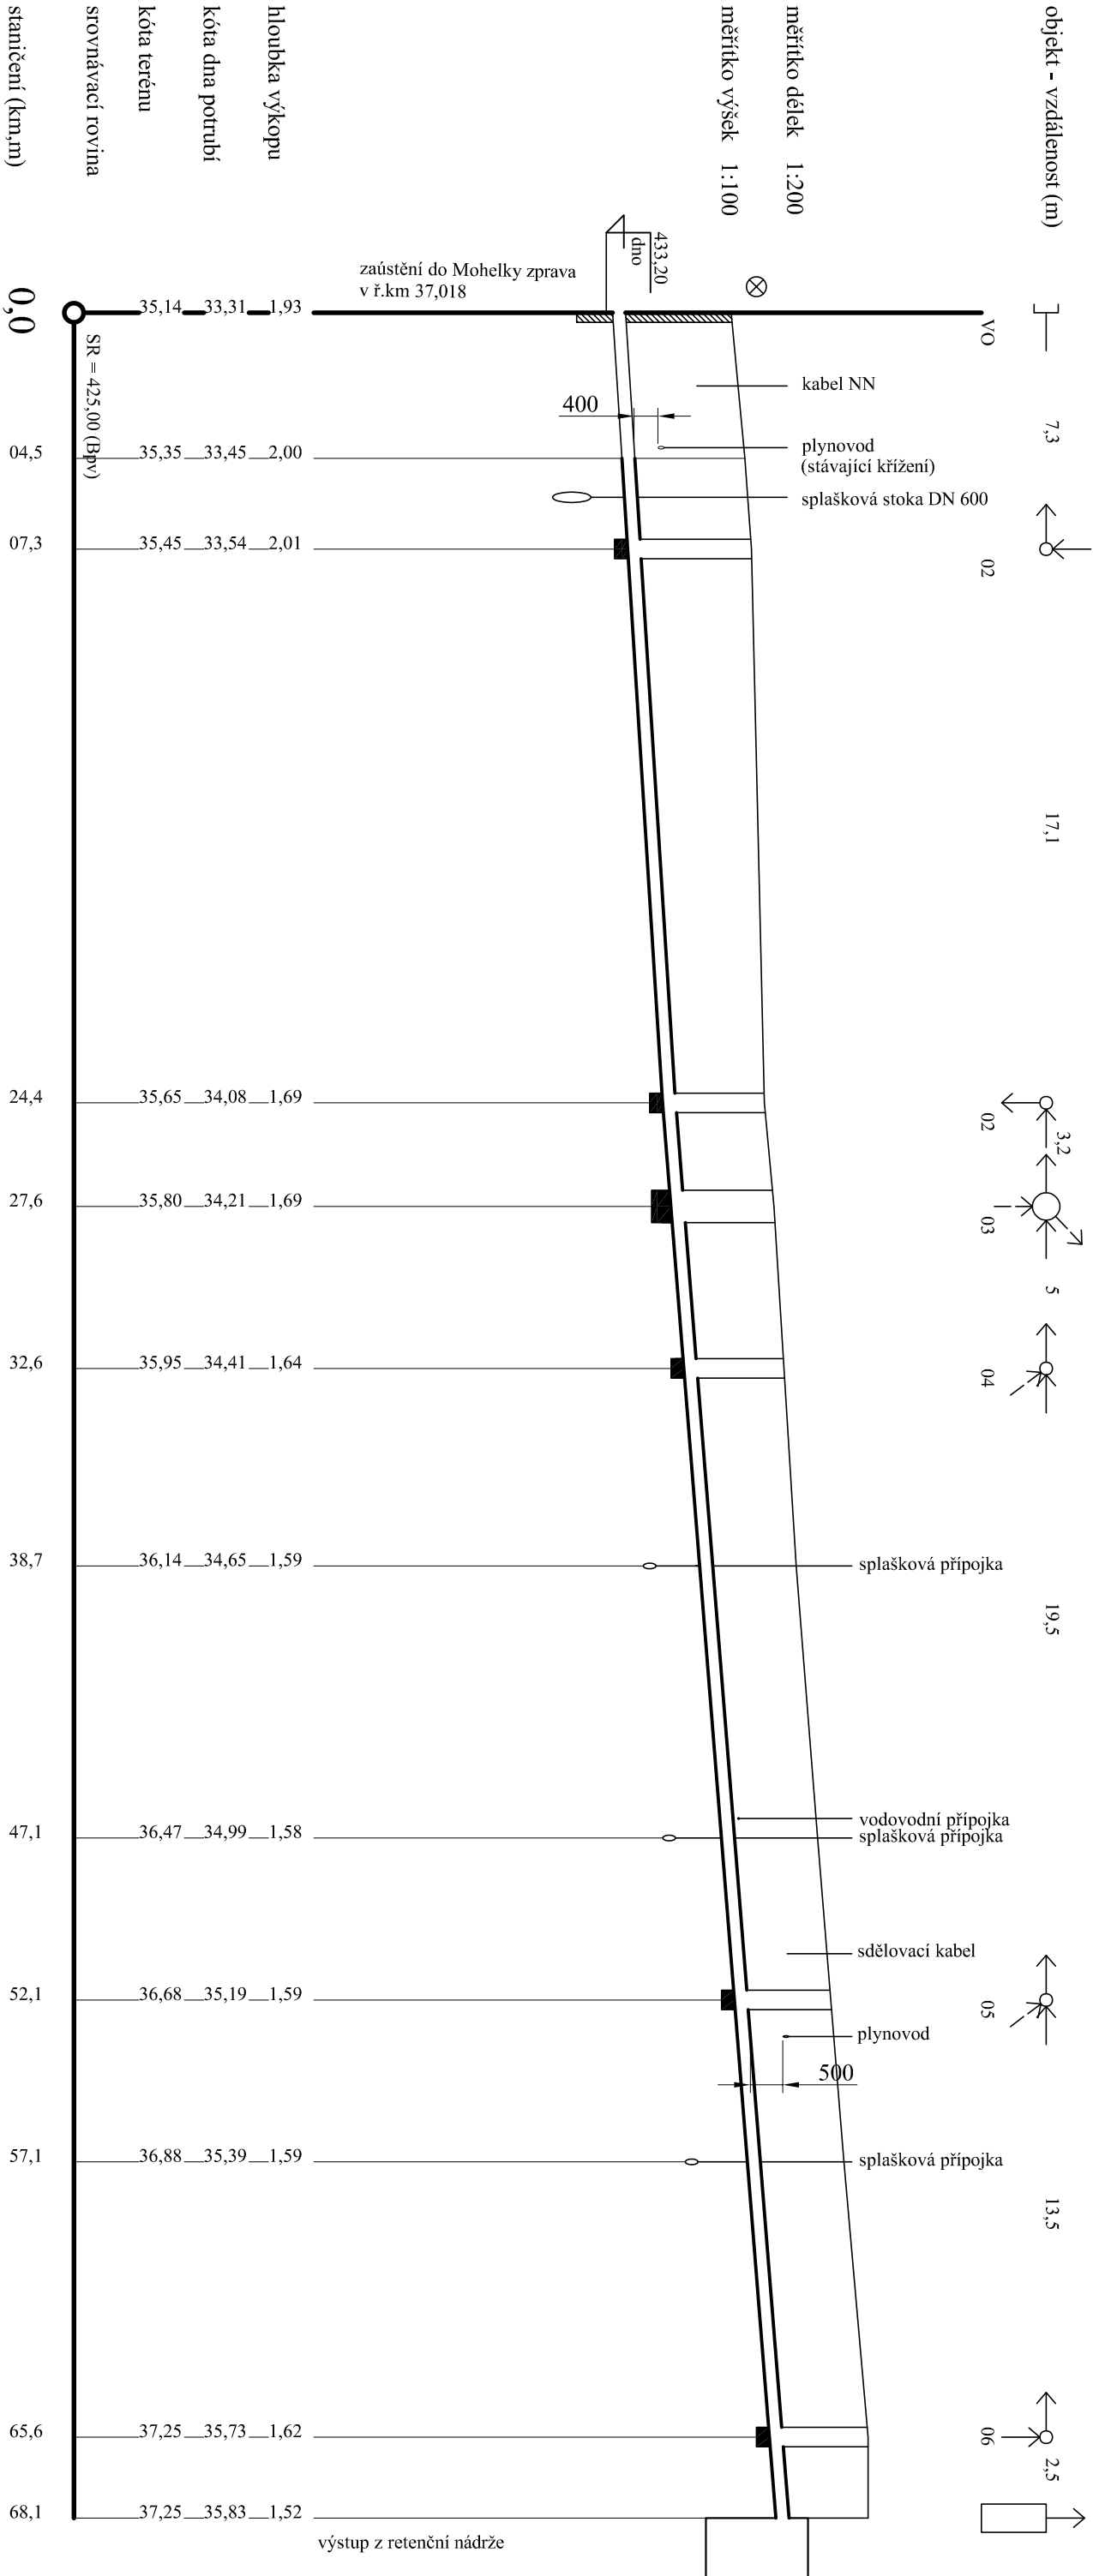 objekt - vzdálenost (m)
měřítko délek 1:200
měřítko výšek 1:100
hloubka výkopu
kóta dna potrubí
kóta terénu
srovnávací rovina
staničení (km,m)
433,20
dno
zaústění do Mohelky zprava
v ř.km 37,018
0,0
35,14 33,31 1,93
VO
SR = 425,00 (Bpv)
kabel NN
400
7,3
plynovod
(stávající křížení)
04,5 35,35 33,45 2,00
splašková stoka DN 600
07,3 35,45 33,54 2,01
02
17,1
24,4 35,65 34,08 1,69
02
3,2
27,6 35,80 34,21 1,69
03
5
32,6 35,95 34,41 1,64
04
38,7 36,14 34,65 1,59
splašková přípojka
19,5
vodovodní přípojka
47,1 36,47 34,99 1,58
splašková přípojka
sdělovací kabel
52,1 36,68 35,19 1,59
05
plynovod
500
57,1 36,88 35,39 1,59
splašková přípojka
13,5
65,6 37,25 35,73 1,62
06
2,5
68,1 37,25 35,83 1,52
výstup z retenční nádrže